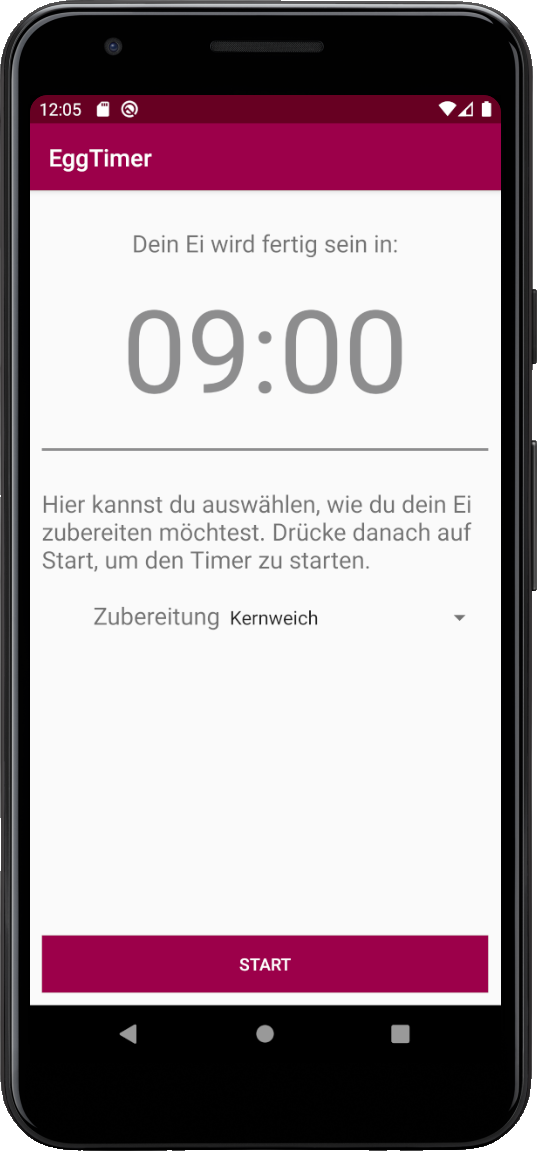 12:05
EggTimer
Dein Ei wird fertig sein in:
09:00
Hier kannst du auswählen, wie du dein Ei
zubereiten möchtest. Drücke danach auf
Start, um den Timer zu starten.
Zubereitung Kernweich
START